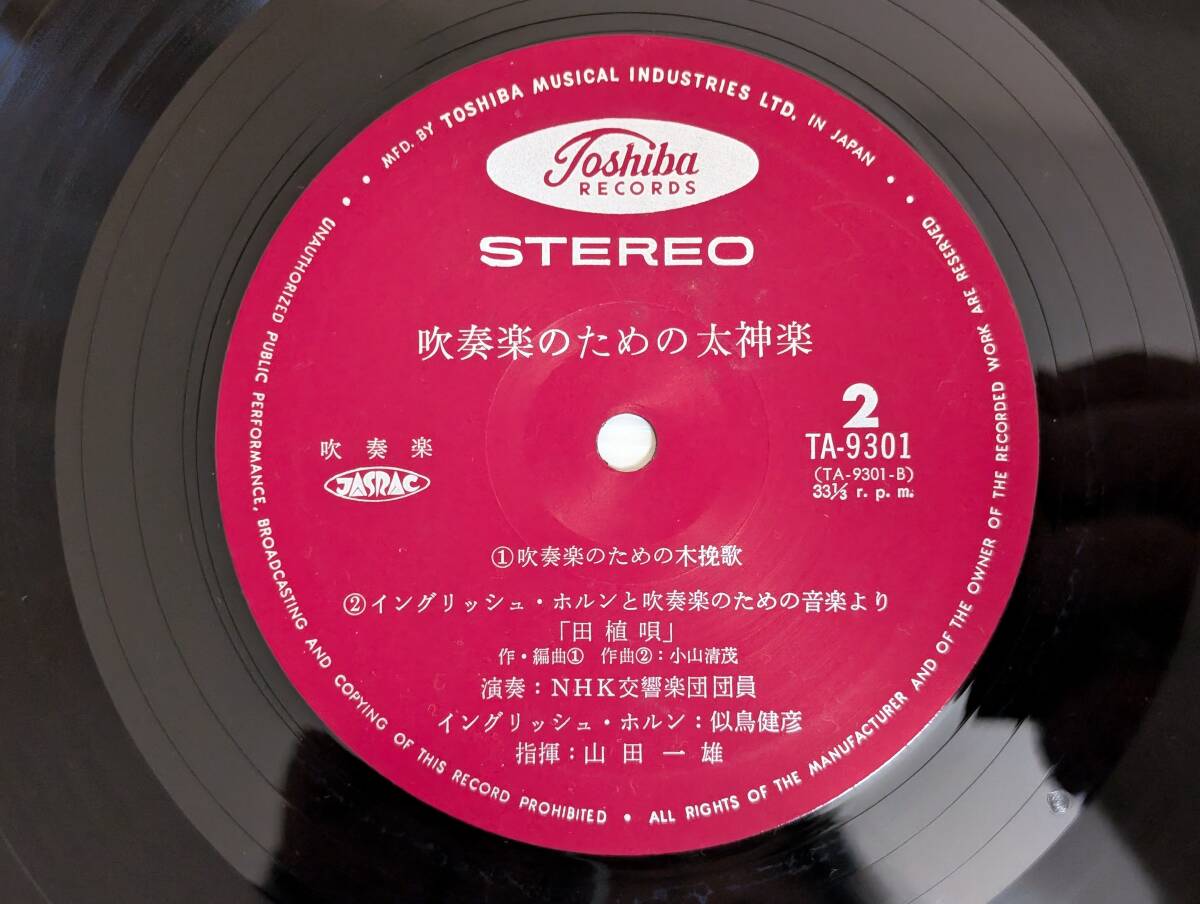 MFD. BY TOSHIBA MUSICAL INDUSTRIES LTD. IN JAPAN
Toshiba
RECORDS
STEREO
吹奏楽のための太神楽
2
TA-9301
(TA-9301-B)
33⅓ r. p. m.
吹奏楽
JASRAC
①吹奏楽のための木挽歌
②イングリッシュ・ホルンと吹奏楽のための音楽より
「田植唄」
作・編曲① 作曲②:小山清茂
演奏:NHK交響楽団団員
イングリッシュ・ホルン:似鳥健彦
指揮:山田一雄
UNAUTHORIZED PUBLIC PERFORMANCE, BROADCASTING AND COPYING OF THIS RECORD PROHIBITED • ALL RIGHTS OF THE MANUFACTURER AND OF THE OWNER OF THE RECORDED WORK ARE RESERVED